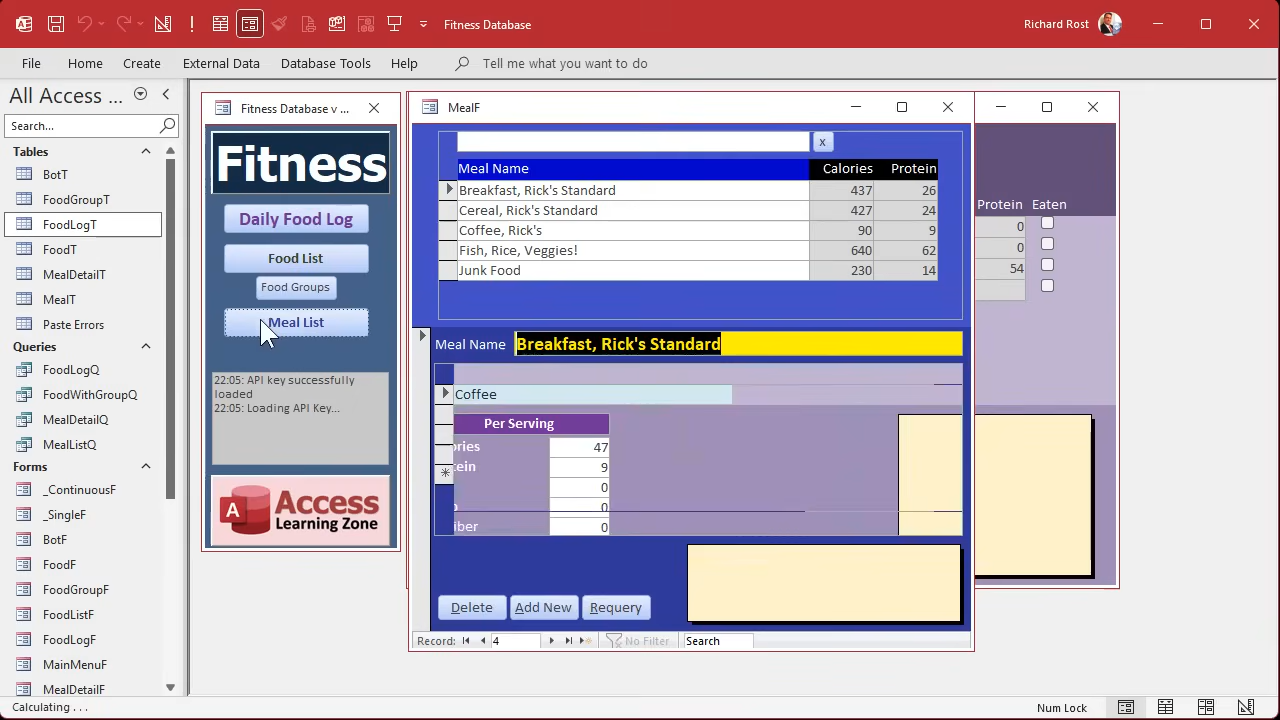 Fitness Database
Richard Rost
File Home Create External Data Database Tools Help Tell me what you want to do
All Access ...
Search...
Tables
BotT
FoodGroupT
FoodLogT
FoodT
MealDetailT
MealT
Paste Errors
Queries
FoodLogQ
FoodWithGroupQ
MealDetailQ
MealListQ
Forms
_ContinuousF
_SingleF
BotF
FoodF
FoodGroupF
FoodListF
FoodLogF
MainMenuF
MealDetailF
Fitness Database v ...
Fitness
Daily Food Log
Food List
Food Groups
Meal List
22:05: API key successfully
loaded
22:05: Loading API Key...
A Access
Learning Zone
MealF
x
Meal Name Calories Protein
Breakfast, Rick's Standard 437 26
Cereal, Rick's Standard 427 24
Coffee, Rick's 90 9
Fish, Rice, Veggies! 640 62
Junk Food 230 14
Meal Name Breakfast, Rick's Standard
Coffee
Per Serving
ories 47
tein 9
0
0
iber 0
Delete Add New Requery
Record: 4 No Filter Search
Protein Eaten
0
0
54
Calculating . . .
Num Lock